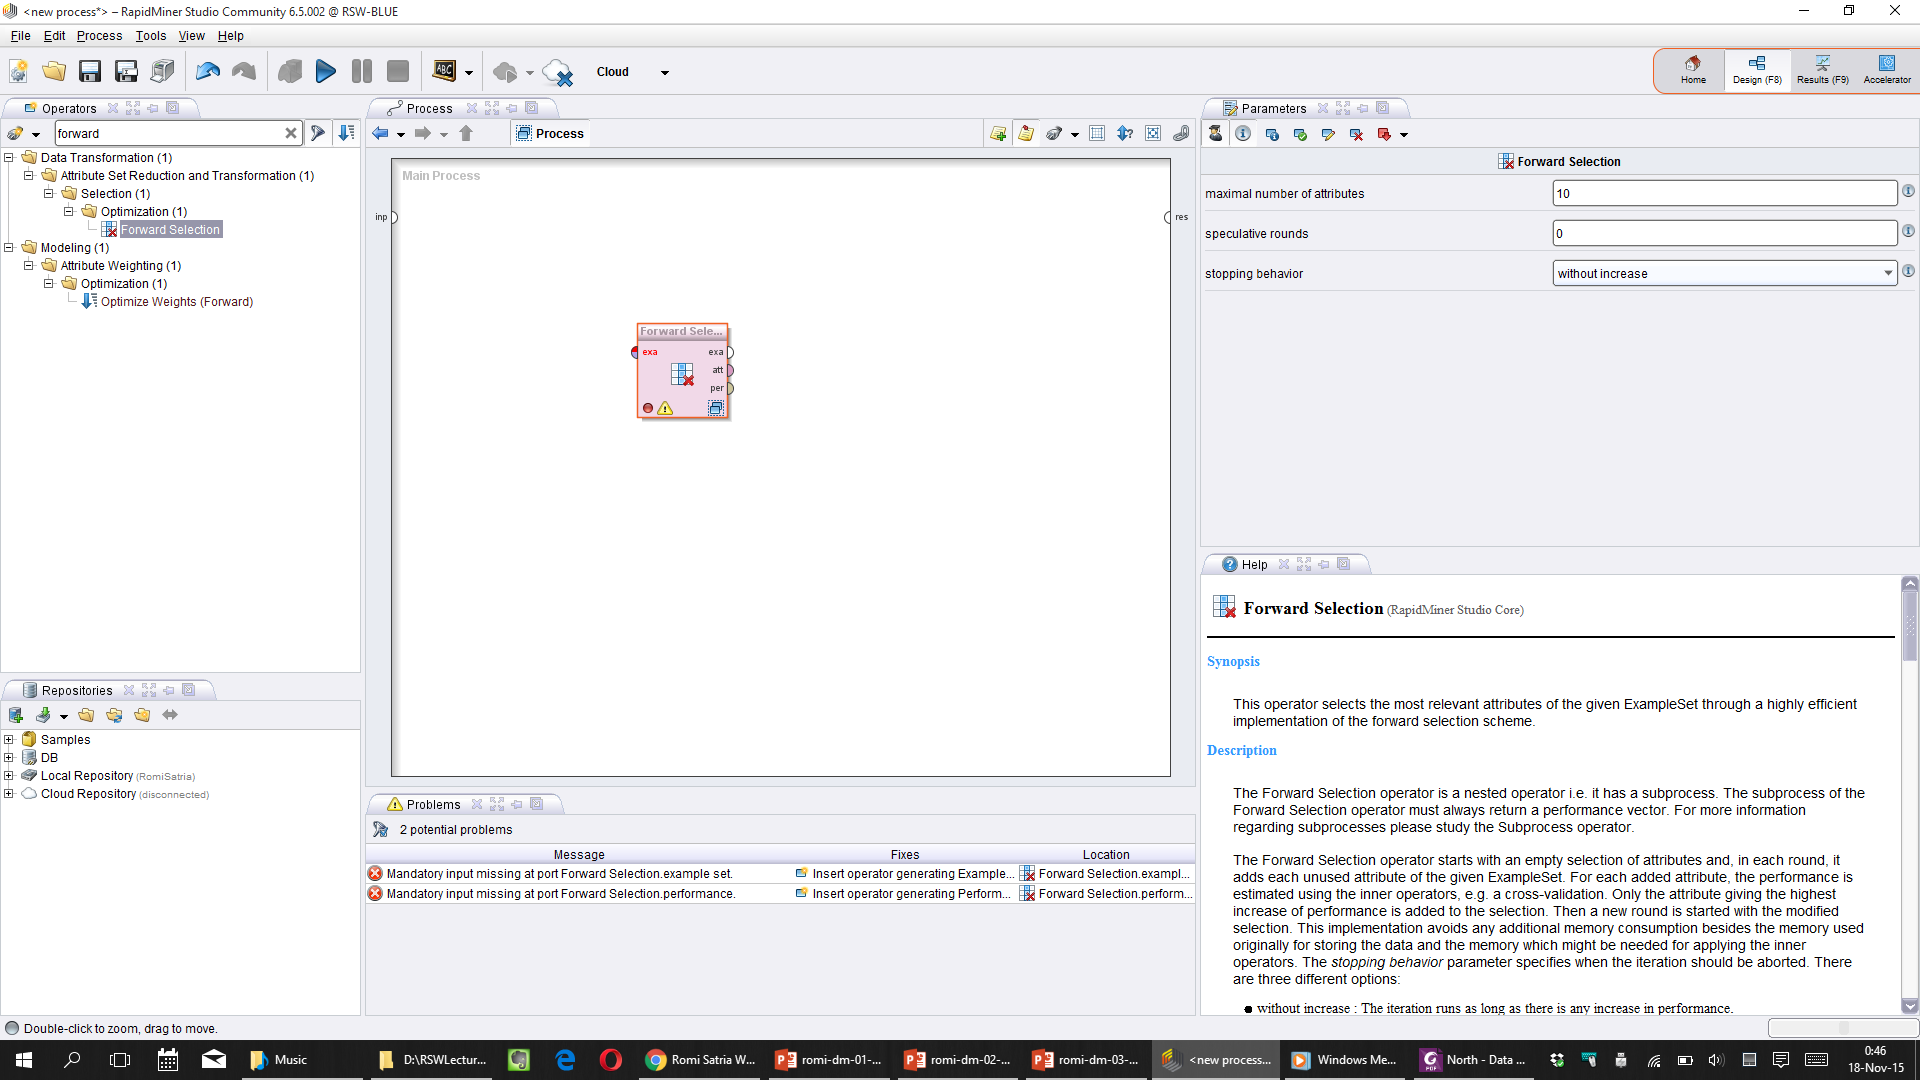 <new process*> – RapidMiner Studio Community 6.5.002 @ RSW-BLUE
File Edit Process Tools View Help
ABC
Cloud
Home
Design (F8)
Results (F9)
Accelerator
Operators
forward
Data Transformation (1)
Attribute Set Reduction and Transformation (1)
Selection (1)
Optimization (1)
Forward Selection
Modeling (1)
Attribute Weighting (1)
Optimization (1)
Optimize Weights (Forward)
Repositories
Samples
DB
Local Repository (RomiSatria)
Cloud Repository (disconnected)
Process
Process
Main Process
inp
res
Forward Sele...
exa
exa
att
per
Problems
2 potential problems
Message Fixes Location
Mandatory input missing at port Forward Selection.example set. Insert operator generating Example... Forward Selection.exampl...
Mandatory input missing at port Forward Selection.performance. Insert operator generating Perform... Forward Selection.perform...
Parameters
Forward Selection
maximal number of attributes 10
speculative rounds 0
stopping behavior without increase
Help
Forward Selection (RapidMiner Studio Core)
Synopsis
This operator selects the most relevant attributes of the given ExampleSet through a highly efficient
implementation of the forward selection scheme.
Description
The Forward Selection operator is a nested operator i.e. it has a subprocess. The subprocess of the
Forward Selection operator must always return a performance vector. For more information
regarding subprocesses please study the Subprocess operator.
The Forward Selection operator starts with an empty selection of attributes and, in each round, it
adds each unused attribute of the given ExampleSet. For each added attribute, the performance is
estimated using the inner operators, e.g. a cross-validation. Only the attribute giving the highest
increase of performance is added to the selection. Then a new round is started with the modified
selection. This implementation avoids any additional memory consumption besides the memory used
originally for storing the data and the memory which might be needed for applying the inner
operators. The stopping behavior parameter specifies when the iteration should be aborted. There
are three different options:
● without increase : The iteration runs as long as there is any increase in performance.
Double-click to zoom, drag to move.
Music
D:\RSWLectur...
Romi Satria W...
romi-dm-01-...
romi-dm-02-...
romi-dm-03-...
<new process...
Windows Me...
North - Data ...
0:46
18-Nov-15